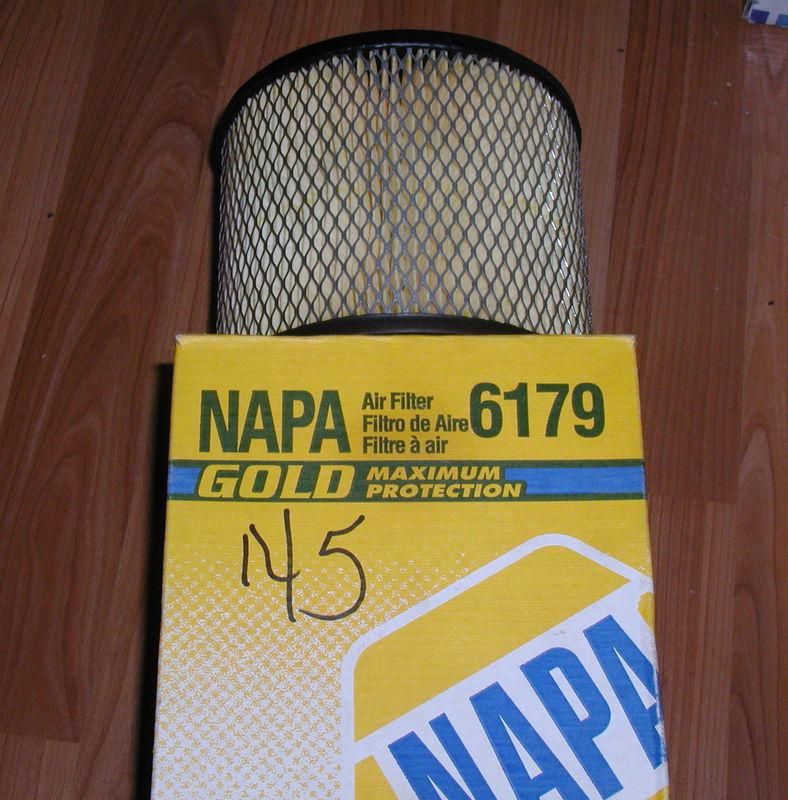 NAPA Air Filter 6179
Filtro de Aire
Filtre à air
GOLD MAXIMUM
PROTECTION
145
NAPA